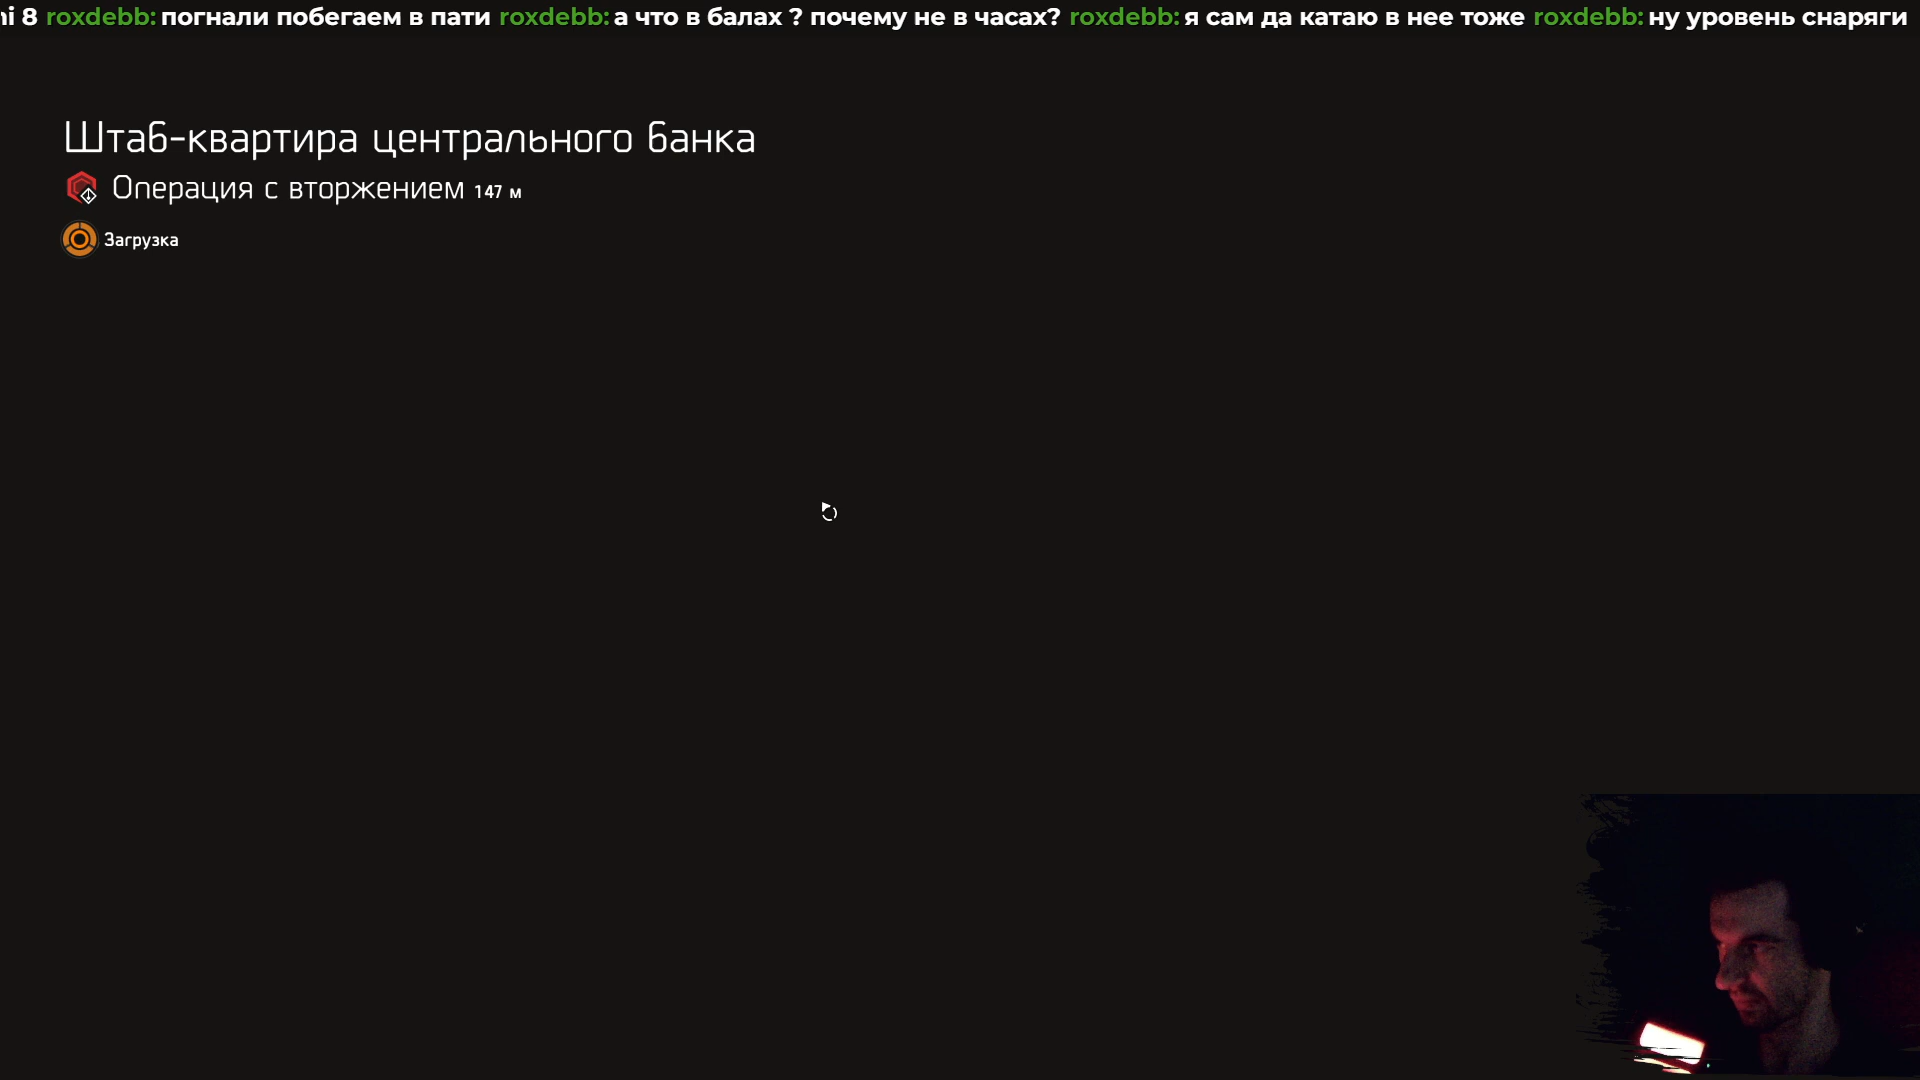 8 roxdebb: погнали побегаем в пати roxdebb: а что в балах ? почему не в часах? roxdebb: я сам да катаю в нее тоже roxdebb: ну уровень снаряги
Штаб-квартира центрального банка
Операция с вторжением 147 м
Загрузка